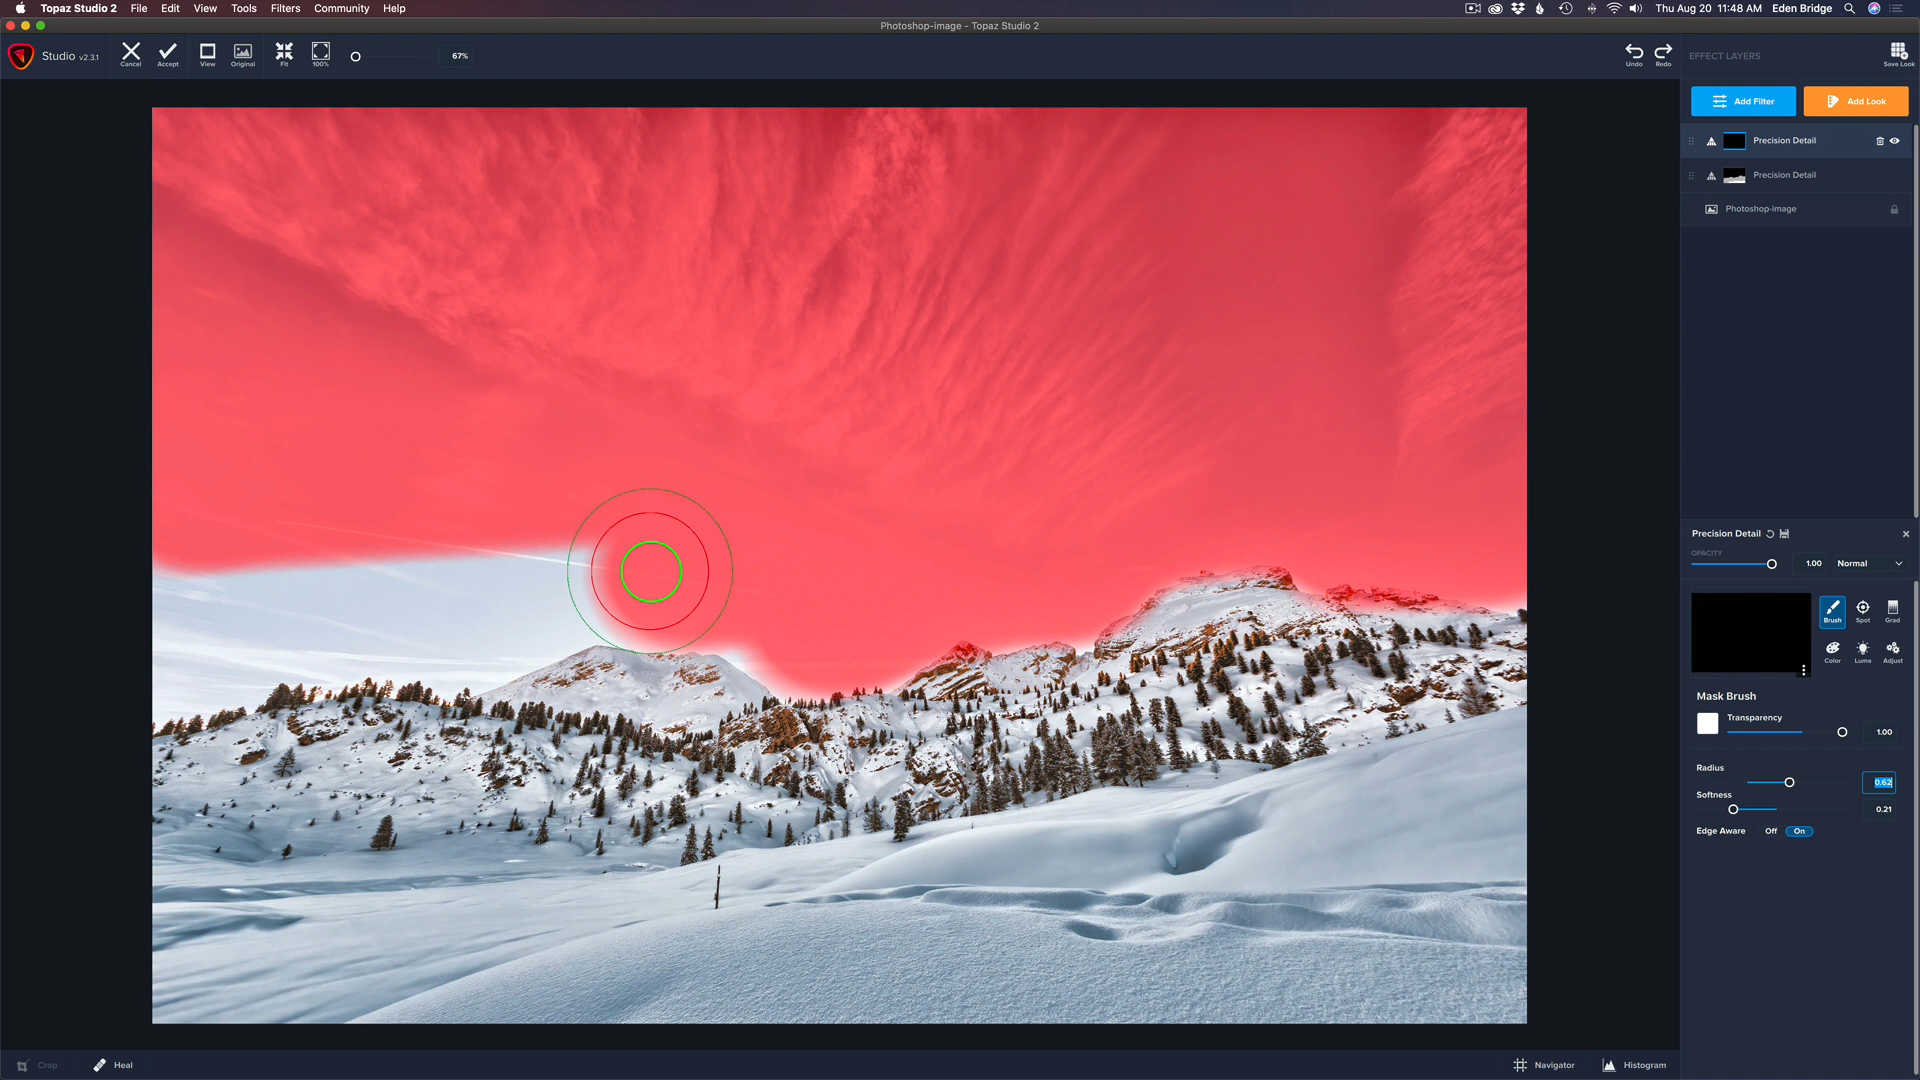 Topaz Studio 2 File Edit View Tools Filters Community Help Thu Aug 20 11:48 AM Eden Bridge
Photoshop-image - Topaz Studio 2
Studio v2.3.1 Cancel Accept View Original Fit 100% 67% Undo Redo EFFECT LAYERS Save Look
Add Filter Add Look
Precision Detail
Precision Detail
Photoshop-image
Precision Detail
OPACITY
1.00 Normal
Brush Spot Grad
Color Luma Adjust
Mask Brush
Transparency
1.00
Radius
0.62
Softness
0.21
Edge Aware Off On
Crop Heal Navigator Histogram